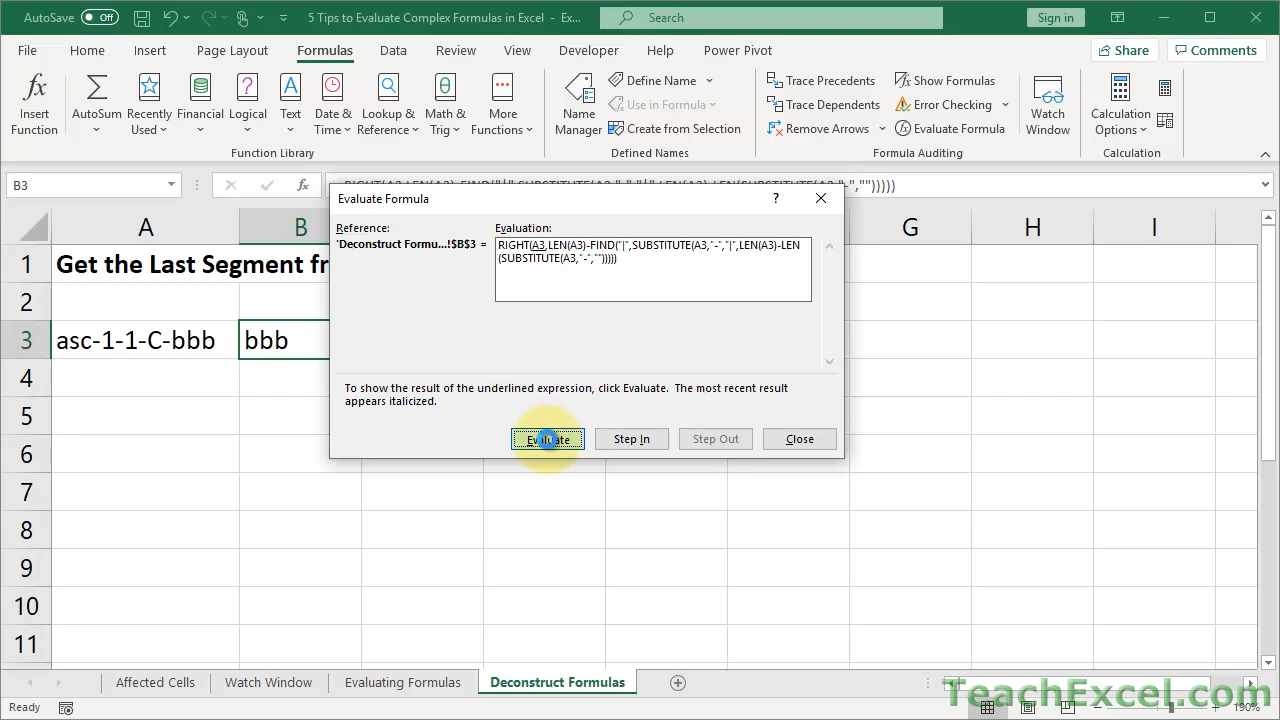 AutoSave Off 5 Tips to Evaluate Complex Formulas in Excel - Ex... Search Sign in
File Home Insert Page Layout Formulas Data Review View Developer Help Power Pivot Share Comments
fx Insert Function
AutoSum
Recently Used
Financial
Logical
Text
Date & Time
Lookup & Reference
Math & Trig
More Functions
Function Library
Name Manager
Define Name
Use in Formula
Create from Selection
Defined Names
Trace Precedents
Trace Dependents
Remove Arrows
Show Formulas
Error Checking
Evaluate Formula
Formula Auditing
Watch Window
Calculation Options
Calculation
B3 fx
A B G H I
1 Get the Last Segment fr
2
3 asc-1-1-C-bbb bbb
4
5
6
7
8
9
10
11
Evaluate Formula ?
Reference: Evaluation:
'Deconstruct Formu...!$B$3 = RIGHT(A3,LEN(A3)-FIND("|",SUBSTITUTE(A3,"-","|",LEN(A3)-LEN
(SUBSTITUTE(A3,"-","")))))
To show the result of the underlined expression, click Evaluate. The most recent result
appears italicized.
Evaluate Step In Step Out Close
Affected Cells Watch Window Evaluating Formulas Deconstruct Formulas
Ready 190%
TeachExcel.com